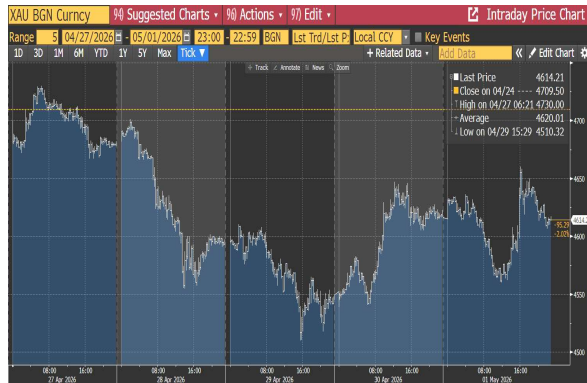 XAU BGN Curncy 94) Suggested Charts 96) Actions 97) Edit Intraday Price Chart
Range 5 04/27/2026 - 05/01/2026 23:00 - 22:59 BGN Lst Trd/Lst P: Local CCY Key Events
1D 3D 1M 6M YTD 1Y 5Y Max Tick ▼ + Related Data Add Data « Edit Chart
+ Track Annotate News Zoom
Last Price 4614.21
Close on 04/24 ---- 4709.50
High on 04/27 06:21 4730.00
Average 4620.01
Low on 04/29 15:29 4510.32
4700
4650
4614.2
-95.29
-2.02%
4600
4550
4500
08:00 16:00 08:00 16:00 08:00 16:00 08:00 16:00 08:00 16:00
27 Apr 2026 28 Apr 2026 29 Apr 2026 30 Apr 2026 01 May 2026